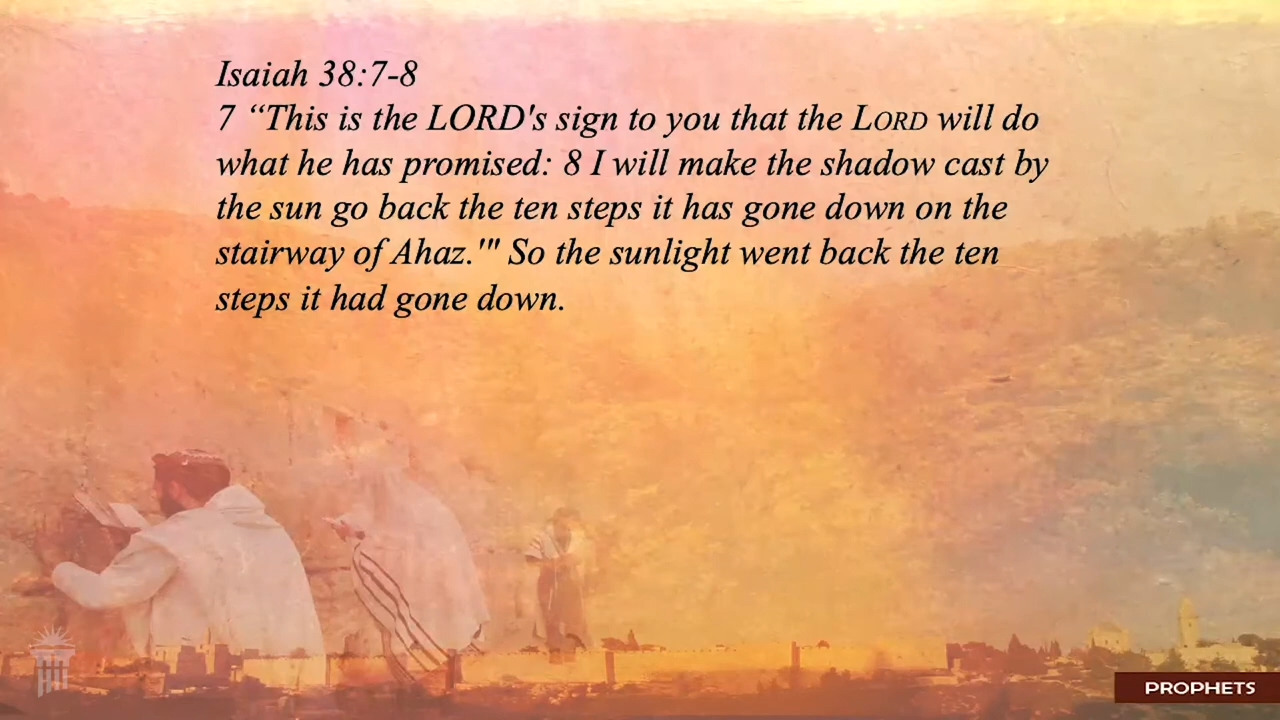 Isaiah 38:7-8
7 “This is the LORD's sign to you that the LORD will do
what he has promised: 8 I will make the shadow cast by
the sun go back the ten steps it has gone down on the
stairway of Ahaz.'" So the sunlight went back the ten
steps it had gone down.
PROPHETS